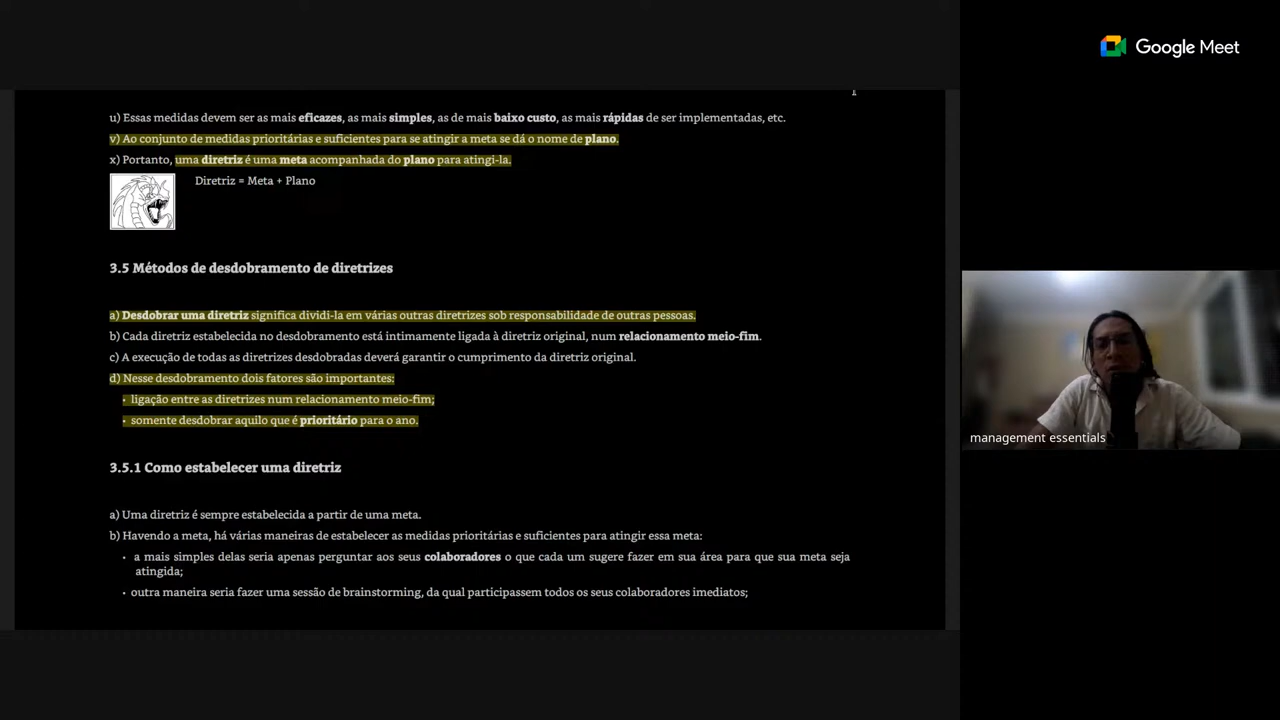 Google Meet
u) Essas medidas devem ser as mais eficazes, as mais simples, as de mais baixo custo, as mais rápidas de ser implementadas, etc.
v) Ao conjunto de medidas prioritárias e suficientes para se atingir a meta se dá o nome de plano.
x) Portanto, uma diretriz é uma meta acompanhada do plano para atingi-la.
Diretriz = Meta + Plano
3.5 Métodos de desdobramento de diretrizes
a) Desdobrar uma diretriz significa dividi-la em várias outras diretrizes sob responsabilidade de outras pessoas.
b) Cada diretriz estabelecida no desdobramento está intimamente ligada à diretriz original, num relacionamento meio-fim.
c) A execução de todas as diretrizes desdobradas deverá garantir o cumprimento da diretriz original.
d) Nesse desdobramento dois fatores são importantes:
· ligação entre as diretrizes num relacionamento meio-fim;
· somente desdobrar aquilo que é prioritário para o ano.
3.5.1 Como estabelecer uma diretriz
a) Uma diretriz é sempre estabelecida a partir de uma meta.
b) Havendo a meta, há várias maneiras de estabelecer as medidas prioritárias e suficientes para atingir essa meta:
· a mais simples delas seria apenas perguntar aos seus colaboradores o que cada um sugere fazer em sua área para que sua meta seja
atingida;
· outra maneira seria fazer uma sessão de brainstorming, da qual participassem todos os seus colaboradores imediatos;
management essentials